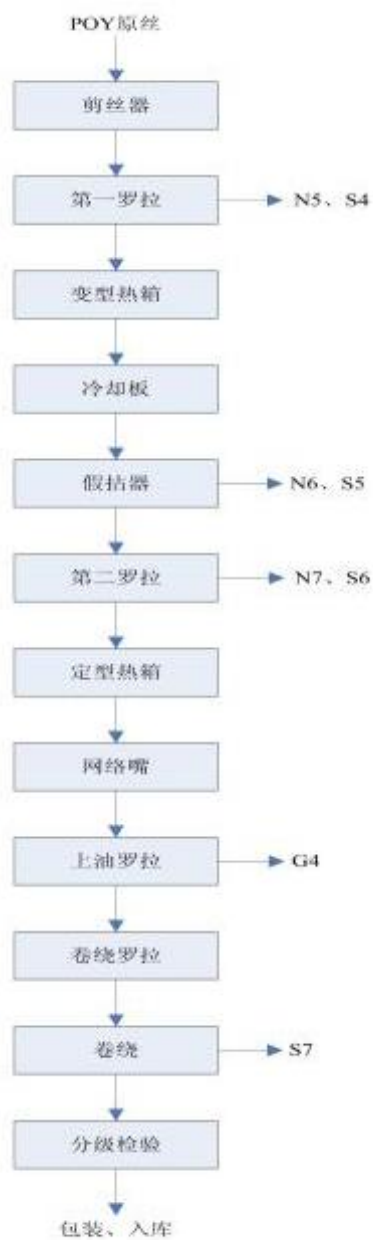 POY原丝
剪丝器
第一罗拉
N5、S4
变型热箱
冷却板
假拈器
N6、S5
第二罗拉
N7、S6
定型热箱
网络嘴
上油罗拉
G4
卷绕罗拉
卷绕
S7
分级检验
包装、入库